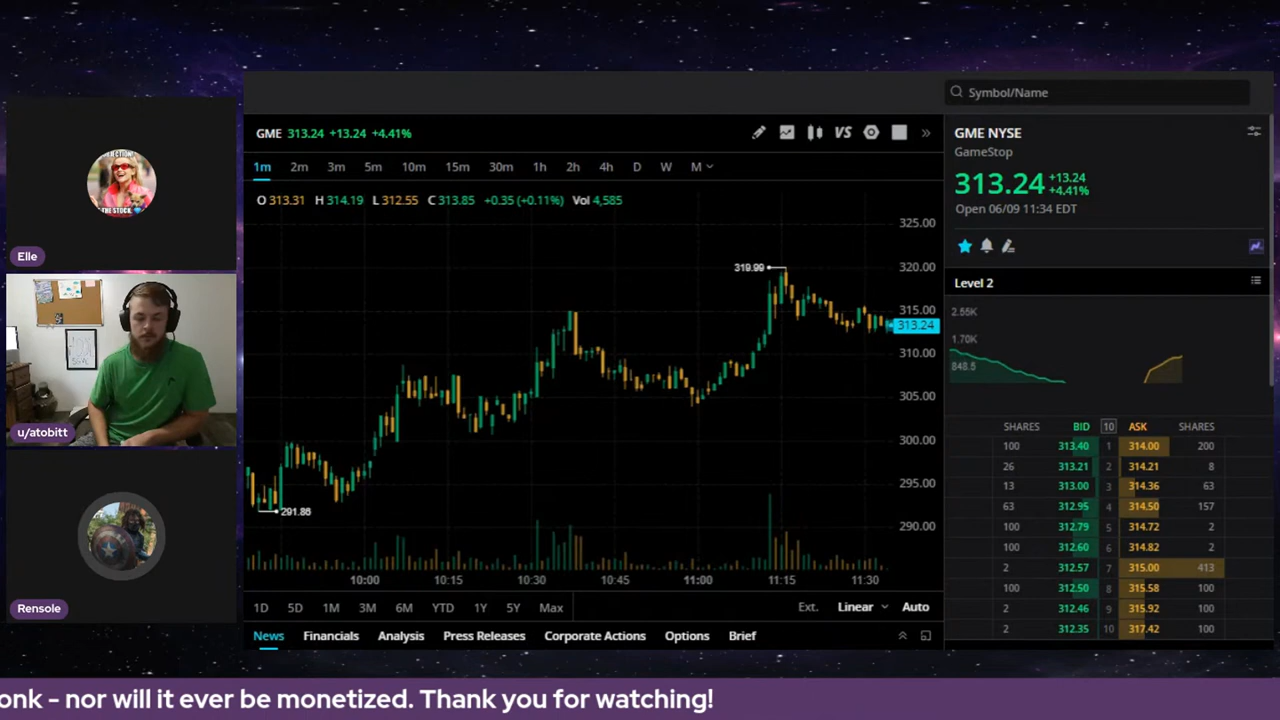 Symbol/Name
GME 313.24 +13.24 +4.41%
VS
1m 2m 3m 5m 10m 15m 30m 1h 2h 4h D W M
O 313.31 H 314.19 L 312.55 C 313.85 +0.35 (+0.11%) Vol 4,585
325.00
320.00
315.00
313.24
310.00
305.00
300.00
295.00
290.00
319.99
291.86
10:00 10:15 10:30 10:45 11:00 11:15 11:30
1D 5D 1M 3M 6M YTD 1Y 5Y Max
Ext. Linear Auto
News Financials Analysis Press Releases Corporate Actions Options Brief
GME NYSE
GameStop
313.24 +13.24
+4.41%
Open 06/09 11:34 EDT
Level 2
2.55K
1.70K
848.5
SHARES BID 10 ASK SHARES
100 313.40 1 314.00 200
26 313.21 2 314.21 8
13 313.00 3 314.36 63
63 312.95 4 314.50 157
100 312.79 5 314.72 2
100 312.60 6 314.82 2
2 312.57 7 315.00 413
100 312.50 8 315.58 100
2 312.46 9 315.92 100
2 312.35 10 317.42 100
THE STOCK
Elle
u/atobitt
Rensole
onk - nor will it ever be monetized. Thank you for watching!